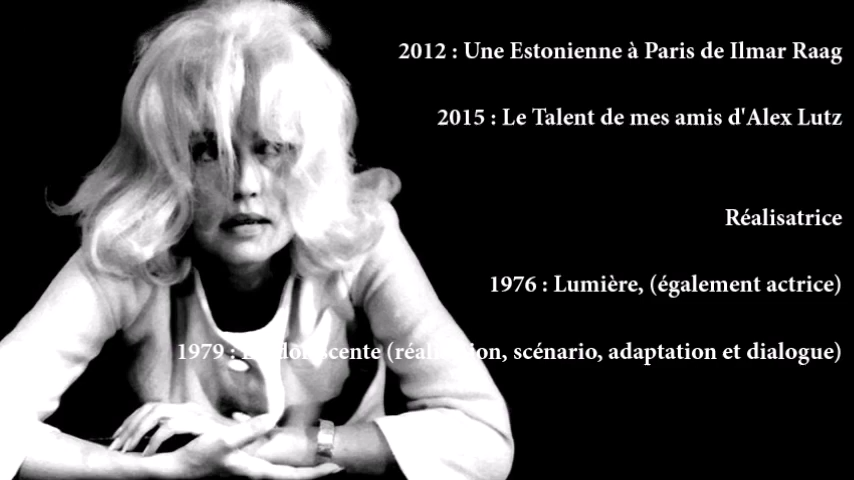 2012 : Une Estonienne à Paris de Ilmar Raag
2015 : Le Talent de mes amis d'Alex Lutz
Réalisatrice
1976 : Lumière, (également actrice)
1979 : (réalisation, scénario, adaptation et dialogue)